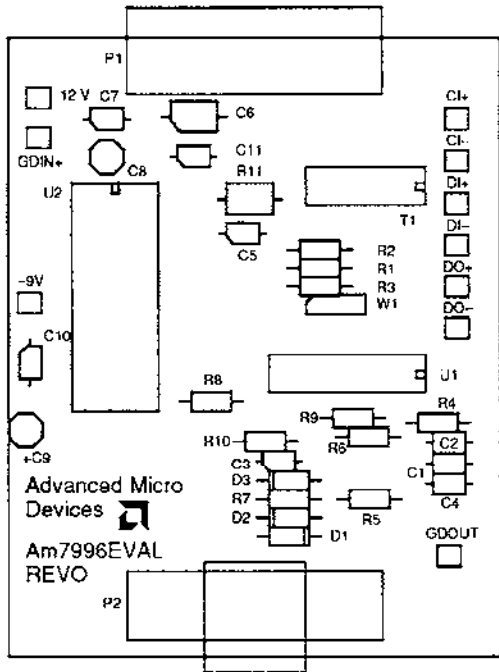 P1
12 V
C7
C6
CI+
GDIN+
CI-
C8
C11
U2
R11
DI+
T1
C5
DI-
R2
R1
DO+
-9V
R3
W1
DO-
C10
U1
R8
R4
R9
+C9
R10
R6
C2
C3
C1
D3
Advanced Micro
Devices
R7
R5
C4
D2
D1
GDOUT
Am7996EVAL
REVO
P2